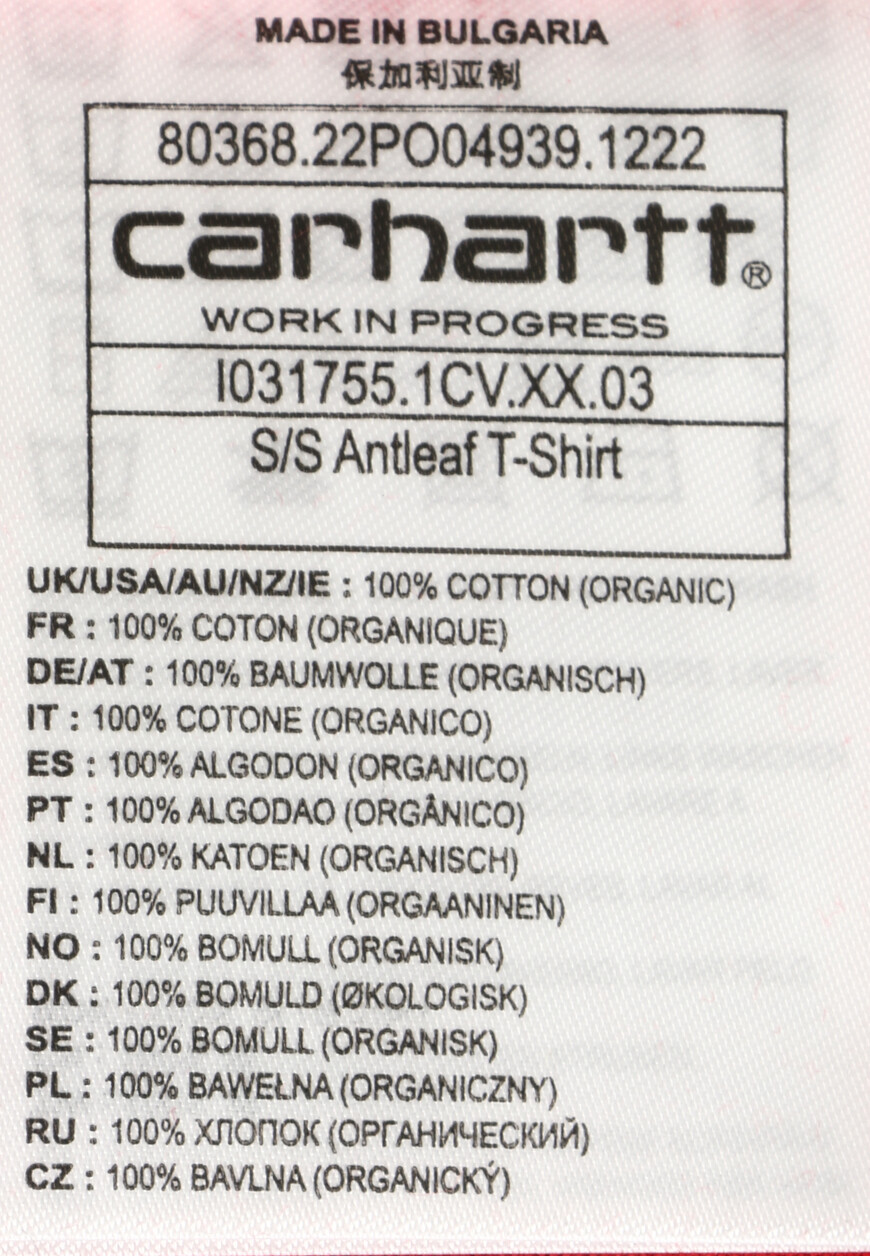 MADE IN BULGARIA
保加利亚制
80368.22PO04939.1222
carhartt®
WORK IN PROGRESS
I031755.1CV.XX.03
S/S Antleaf T-Shirt
UK/USA/AU/NZ/IE : 100% COTTON (ORGANIC)
FR : 100% COTON (ORGANIQUE)
DE/AT : 100% BAUMWOLLE (ORGANISCH)
IT : 100% COTONE (ORGANICO)
ES : 100% ALGODON (ORGANICO)
PT : 100% ALGODAO (ORGÂNICO)
NL : 100% KATOEN (ORGANISCH)
FI : 100% PUUVILLAA (ORGAANINEN)
NO : 100% BOMULL (ORGANISK)
DK : 100% BOMULD (ØKOLOGISK)
SE : 100% BOMULL (ORGANISK)
PL : 100% BAWEŁNA (ORGANICZNY)
RU : 100% ХЛОПОК (ОРГАНИЧЕСКИЙ)
CZ : 100% BAVLNA (ORGANICKÝ)